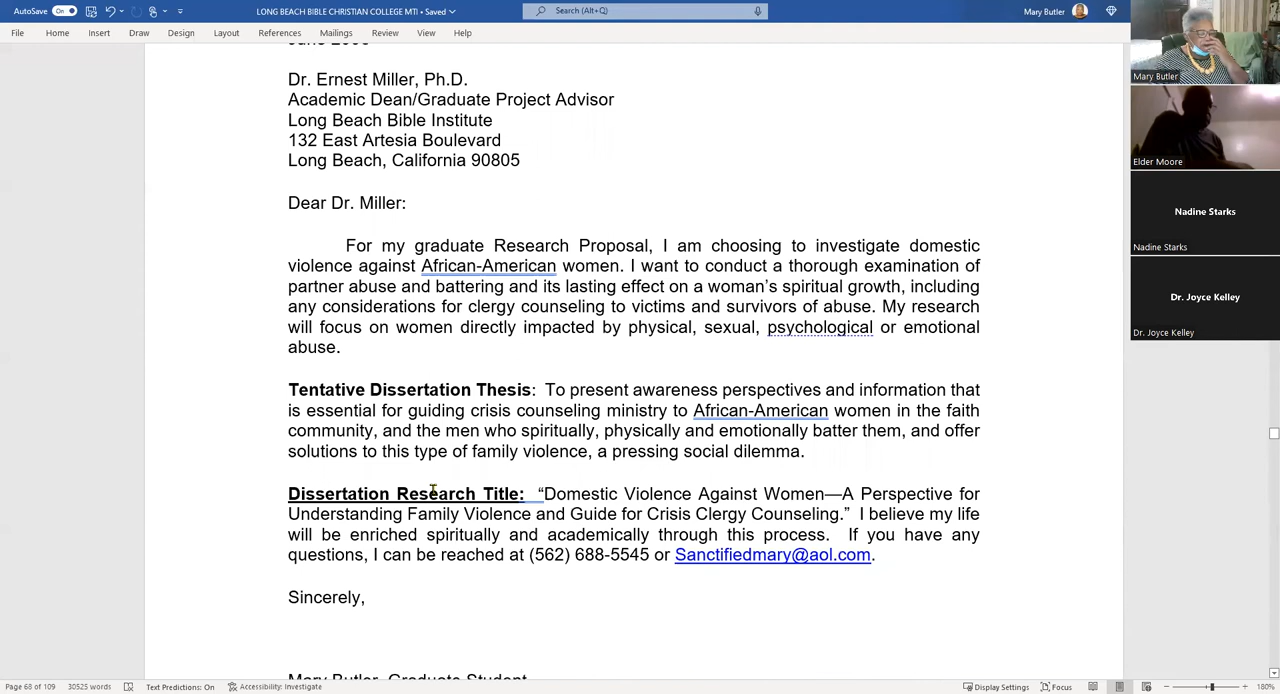 AutoSave On
LONG BEACH BIBLE CHRISTIAN COLLEGE MTI • Saved
Search (Alt+Q)
Mary Butler
File Home Insert Draw Design Layout References Mailings Review View Help
Dr. Ernest Miller, Ph.D.
Academic Dean/Graduate Project Advisor
Long Beach Bible Institute
132 East Artesia Boulevard
Long Beach, California 90805
Dear Dr. Miller:
For my graduate Research Proposal, I am choosing to investigate domestic
violence against African-American women. I want to conduct a thorough examination of
partner abuse and battering and its lasting effect on a woman’s spiritual growth, including
any considerations for clergy counseling to victims and survivors of abuse. My research
will focus on women directly impacted by physical, sexual, psychological or emotional
abuse.
Tentative Dissertation Thesis: To present awareness perspectives and information that
is essential for guiding crisis counseling ministry to African-American women in the faith
community, and the men who spiritually, physically and emotionally batter them, and offer
solutions to this type of family violence, a pressing social dilemma.
Dissertation Research Title: “Domestic Violence Against Women—A Perspective for
Understanding Family Violence and Guide for Crisis Clergy Counseling.” I believe my life
will be enriched spiritually and academically through this process. If you have any
questions, I can be reached at (562) 688-5545 or Sanctifiedmary@aol.com.
Sincerely,
Mary Butler, Graduate Student
Page 68 of 109 30525 words Text Predictions: On Accessibility: Investigate Display Settings Focus 180%
Mary Butler
Elder Moore
Nadine Starks
Nadine Starks
Dr. Joyce Kelley
Dr. Joyce Kelley